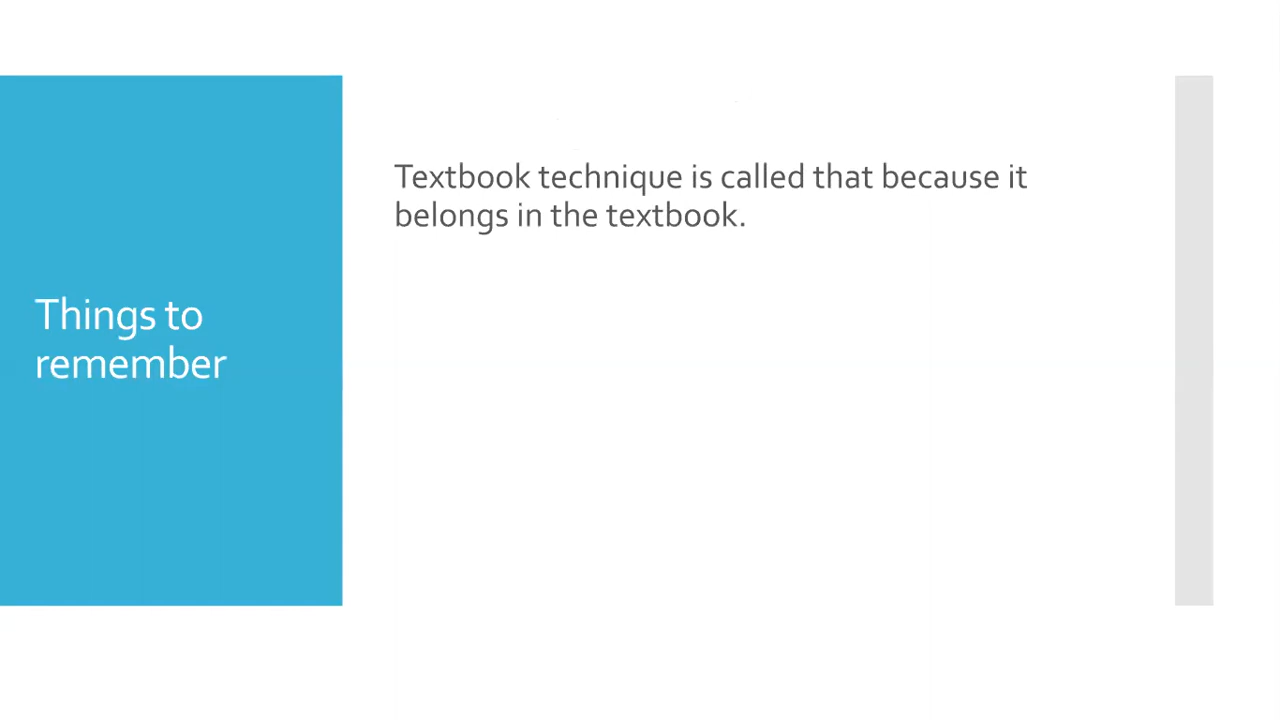 Things to
remember
Textbook technique is called that because it
belongs in the textbook.